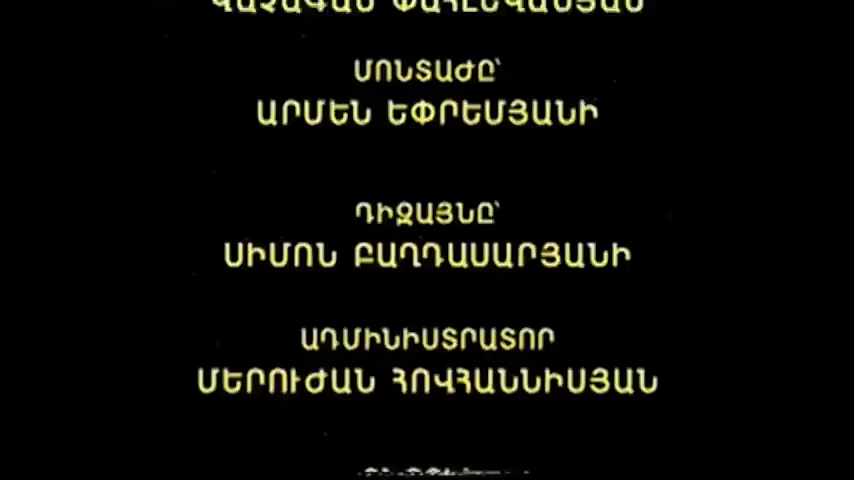 ՄՈՆՏԱԺԸ՝
ԱՐՄԵՆ ԵՓՐԵՄՅԱՆԻ
ԴԻԶԱՅՆԸ՝
ՍԻՄՈՆ ԲԱՂԴԱՍԱՐՅԱՆԻ
ԱԴՄԻՆԻՍՏՐԱՏՈՐ
ՄԵՐՈՒԺԱՆ ՀՈՎՀԱՆՆԻՍՅԱՆ